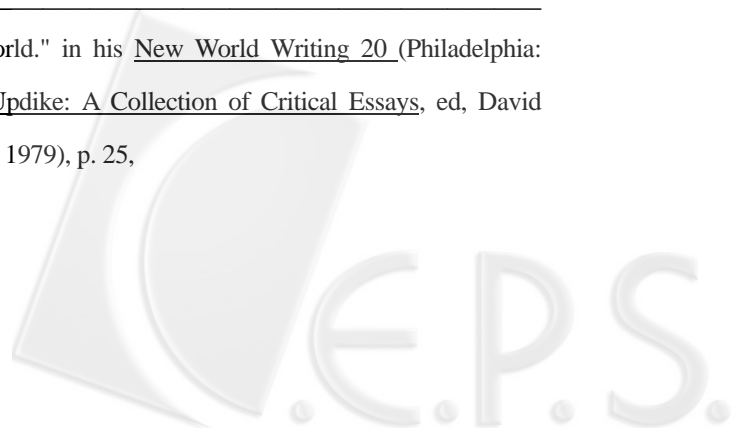 orld." in his New World Writing 20 (Philadelphia:
Updike: A Collection of Critical Essays, ed, David
1979), p. 25,
C.E.P.S.